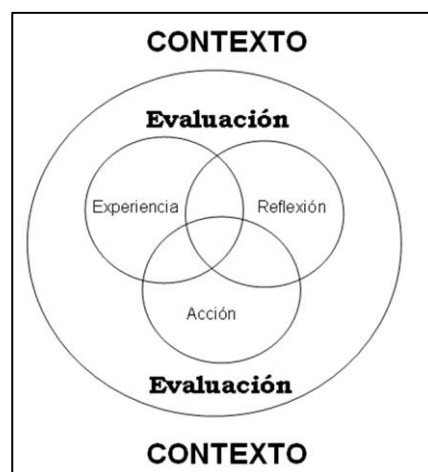 CONTEXTO
Evaluación
Experiencia Reflexión
Acción
Evaluación
CONTEXTO